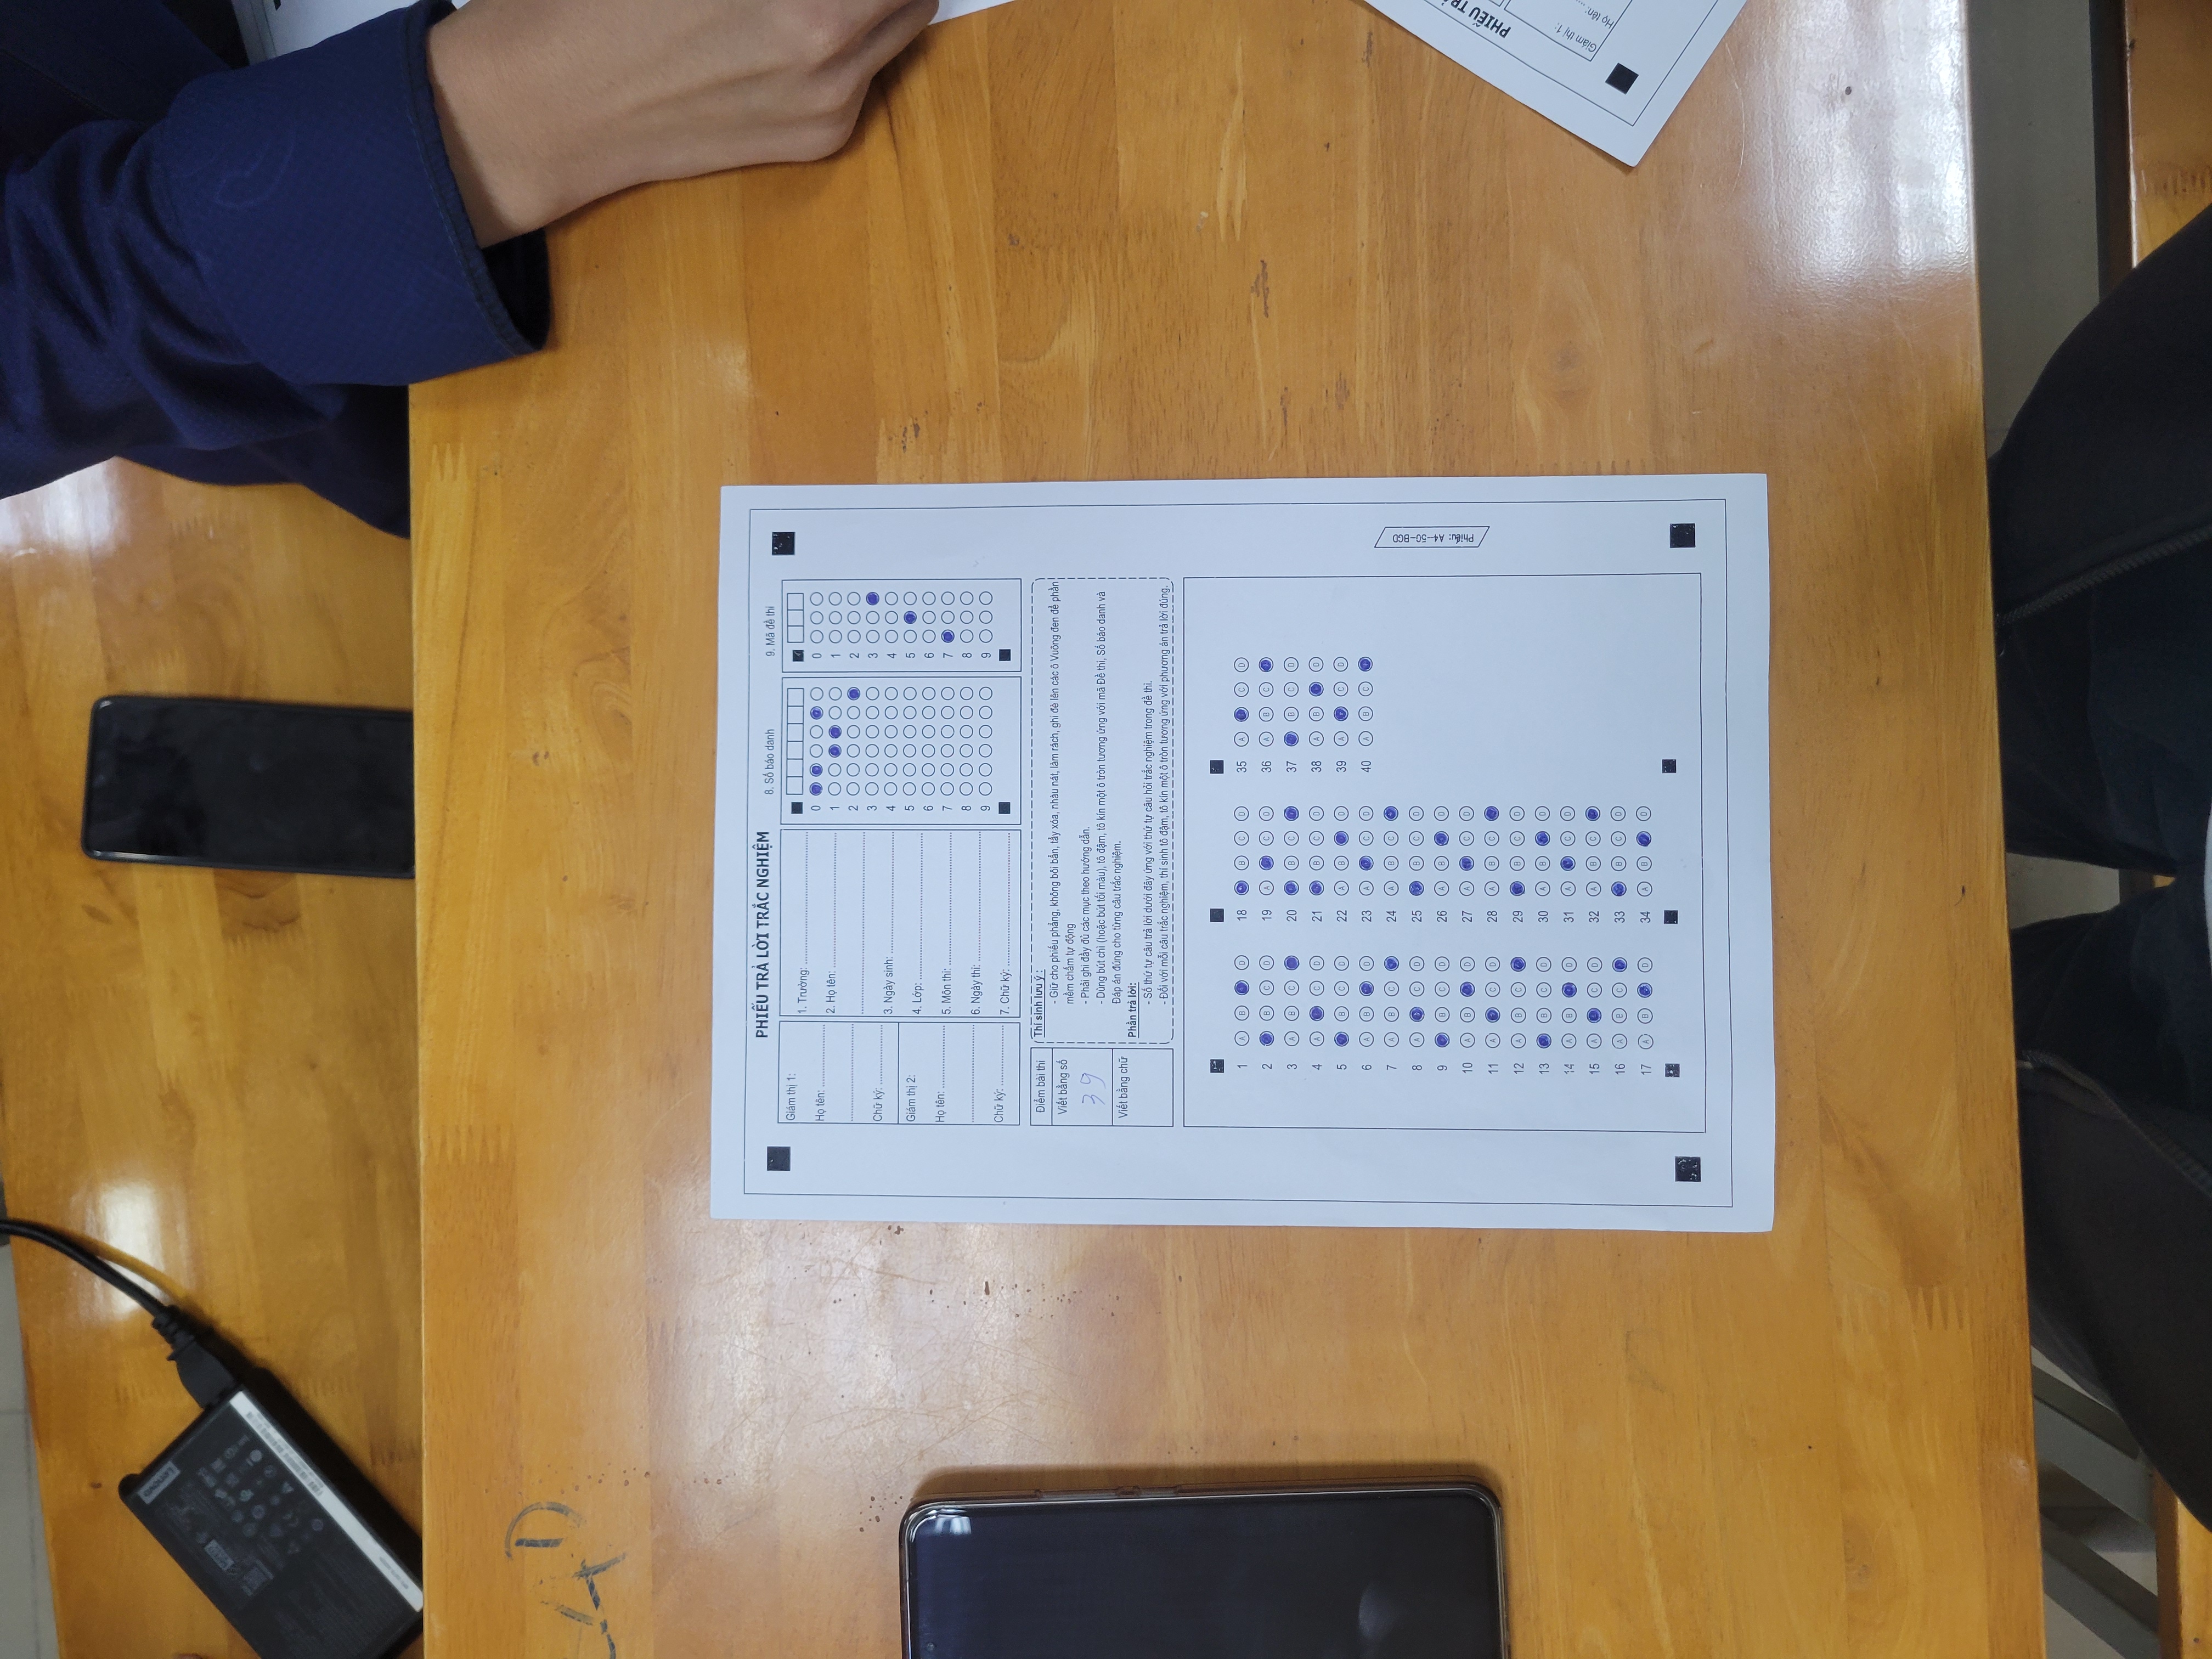 Lenovo
24D
PHIẾU TRẢ LỜI TRẮC NGHIỆM
8. Số báo danh
9. Mã đề thi
Giám thị 1:
Họ tên: ....................
Chữ ký: ....................
Giám thị 2:
Họ tên: ....................
Chữ ký: ....................
1. Trường: ....................
2. Họ tên: ....................
3. Ngày sinh: ....................
4. Lớp: ....................
5. Môn thi: ....................
6. Ngày thi: ....................
7. Chữ ký: ....................
0 0
1 1
2 2
3 3
4 4
5 5
6 6
7 7
8 8
9 9
Điểm bài thi
Viết bằng số
39
Viết bằng chữ
Thí sinh lưu ý :
- Giữ cho phiếu phẳng, không bôi bẩn, tẩy xóa, nhàu nát, làm rách, ghi đè lên các ô Vuông đen để phần
mềm chấm tự động
- Phải ghi đầy đủ các mục theo hướng dẫn.
- Dùng bút chì (hoặc bút tối màu), tô đậm, tô kín một ô tròn tương ứng với mã Đề thi, Số báo danh và
Đáp án đúng cho từng câu trắc nghiệm.
Phần trả lời:
- Số thứ tự câu trả lời dưới đây ứng với thứ tự câu hỏi trắc nghiệm trong đề thi.
- Đối với mỗi câu trắc nghiệm, thí sinh tô đậm, tô kín một ô tròn tương ứng với phương án trả lời đúng.
1 A B D
2 B C D
3 A B C
4 A C D
5 B C D
6 A B D
7 A B C
8 A C D
9 B C D
10 A B D
11 A C D
12 A B C
13 B C D
14 A B D
15 A C D
16 A B C
17 A B D
18 B C D
19 A C D
20 B C
21 B C D
22 A B D
23 A C D
24 A B C
25 B C D
26 A B D
27 A C D
28 A B C
29 B C D
30 A B D
31 A C D
32 A B C
33 B C D
34 A B D
35 A C D
36 A B C
37 B C D
38 A B D
39 A C D
40 A B C
Phiếu: A4-50-BGD
PHIẾU TRẢ
Giám thị 1:
Họ tên: ....